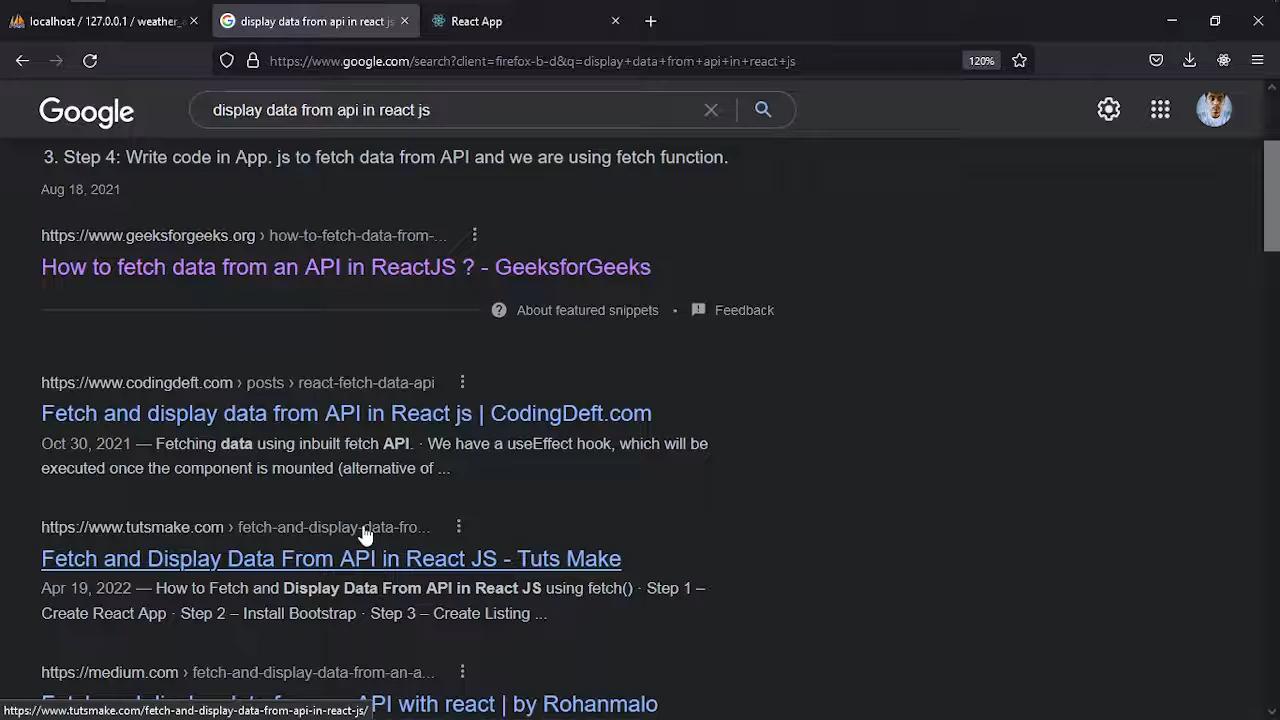 localhost / 127.0.0.1 / weather_
display data from api in react js
React App
https://www.google.com/search?client=firefox-b-d&q=display+data+from+api+in+react+js
120%
Google
display data from api in react js
3. Step 4: Write code in App. js to fetch data from API and we are using fetch function.
Aug 18, 2021
https://www.geeksforgeeks.org › how-to-fetch-data-from-...
How to fetch data from an API in ReactJS ? - GeeksforGeeks
About featured snippets • Feedback
https://www.codingdeft.com › posts › react-fetch-data-api
Fetch and display data from API in React js | CodingDeft.com
Oct 30, 2021 — Fetching data using inbuilt fetch API. · We have a useEffect hook, which will be
executed once the component is mounted (alternative of ...
https://www.tutsmake.com › fetch-and-display-data-fro...
Fetch and Display Data From API in React JS - Tuts Make
Apr 19, 2022 — How to Fetch and Display Data From API in React JS using fetch() · Step 1 –
Create React App · Step 2 – Install Bootstrap · Step 3 – Create Listing ...
https://medium.com › fetch-and-display-data-from-an-a...
API with react | by Rohanmalo
https://www.tutsmake.com/fetch-and-display-data-from-api-in-react-js/